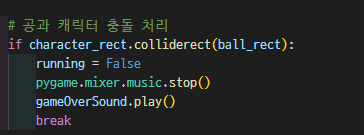 # 공과 캐릭터 충돌 처리
if character_rect.colliderect(ball_rect):
    running = False
    pygame.mixer.music.stop()
    gameOverSound.play()
    break